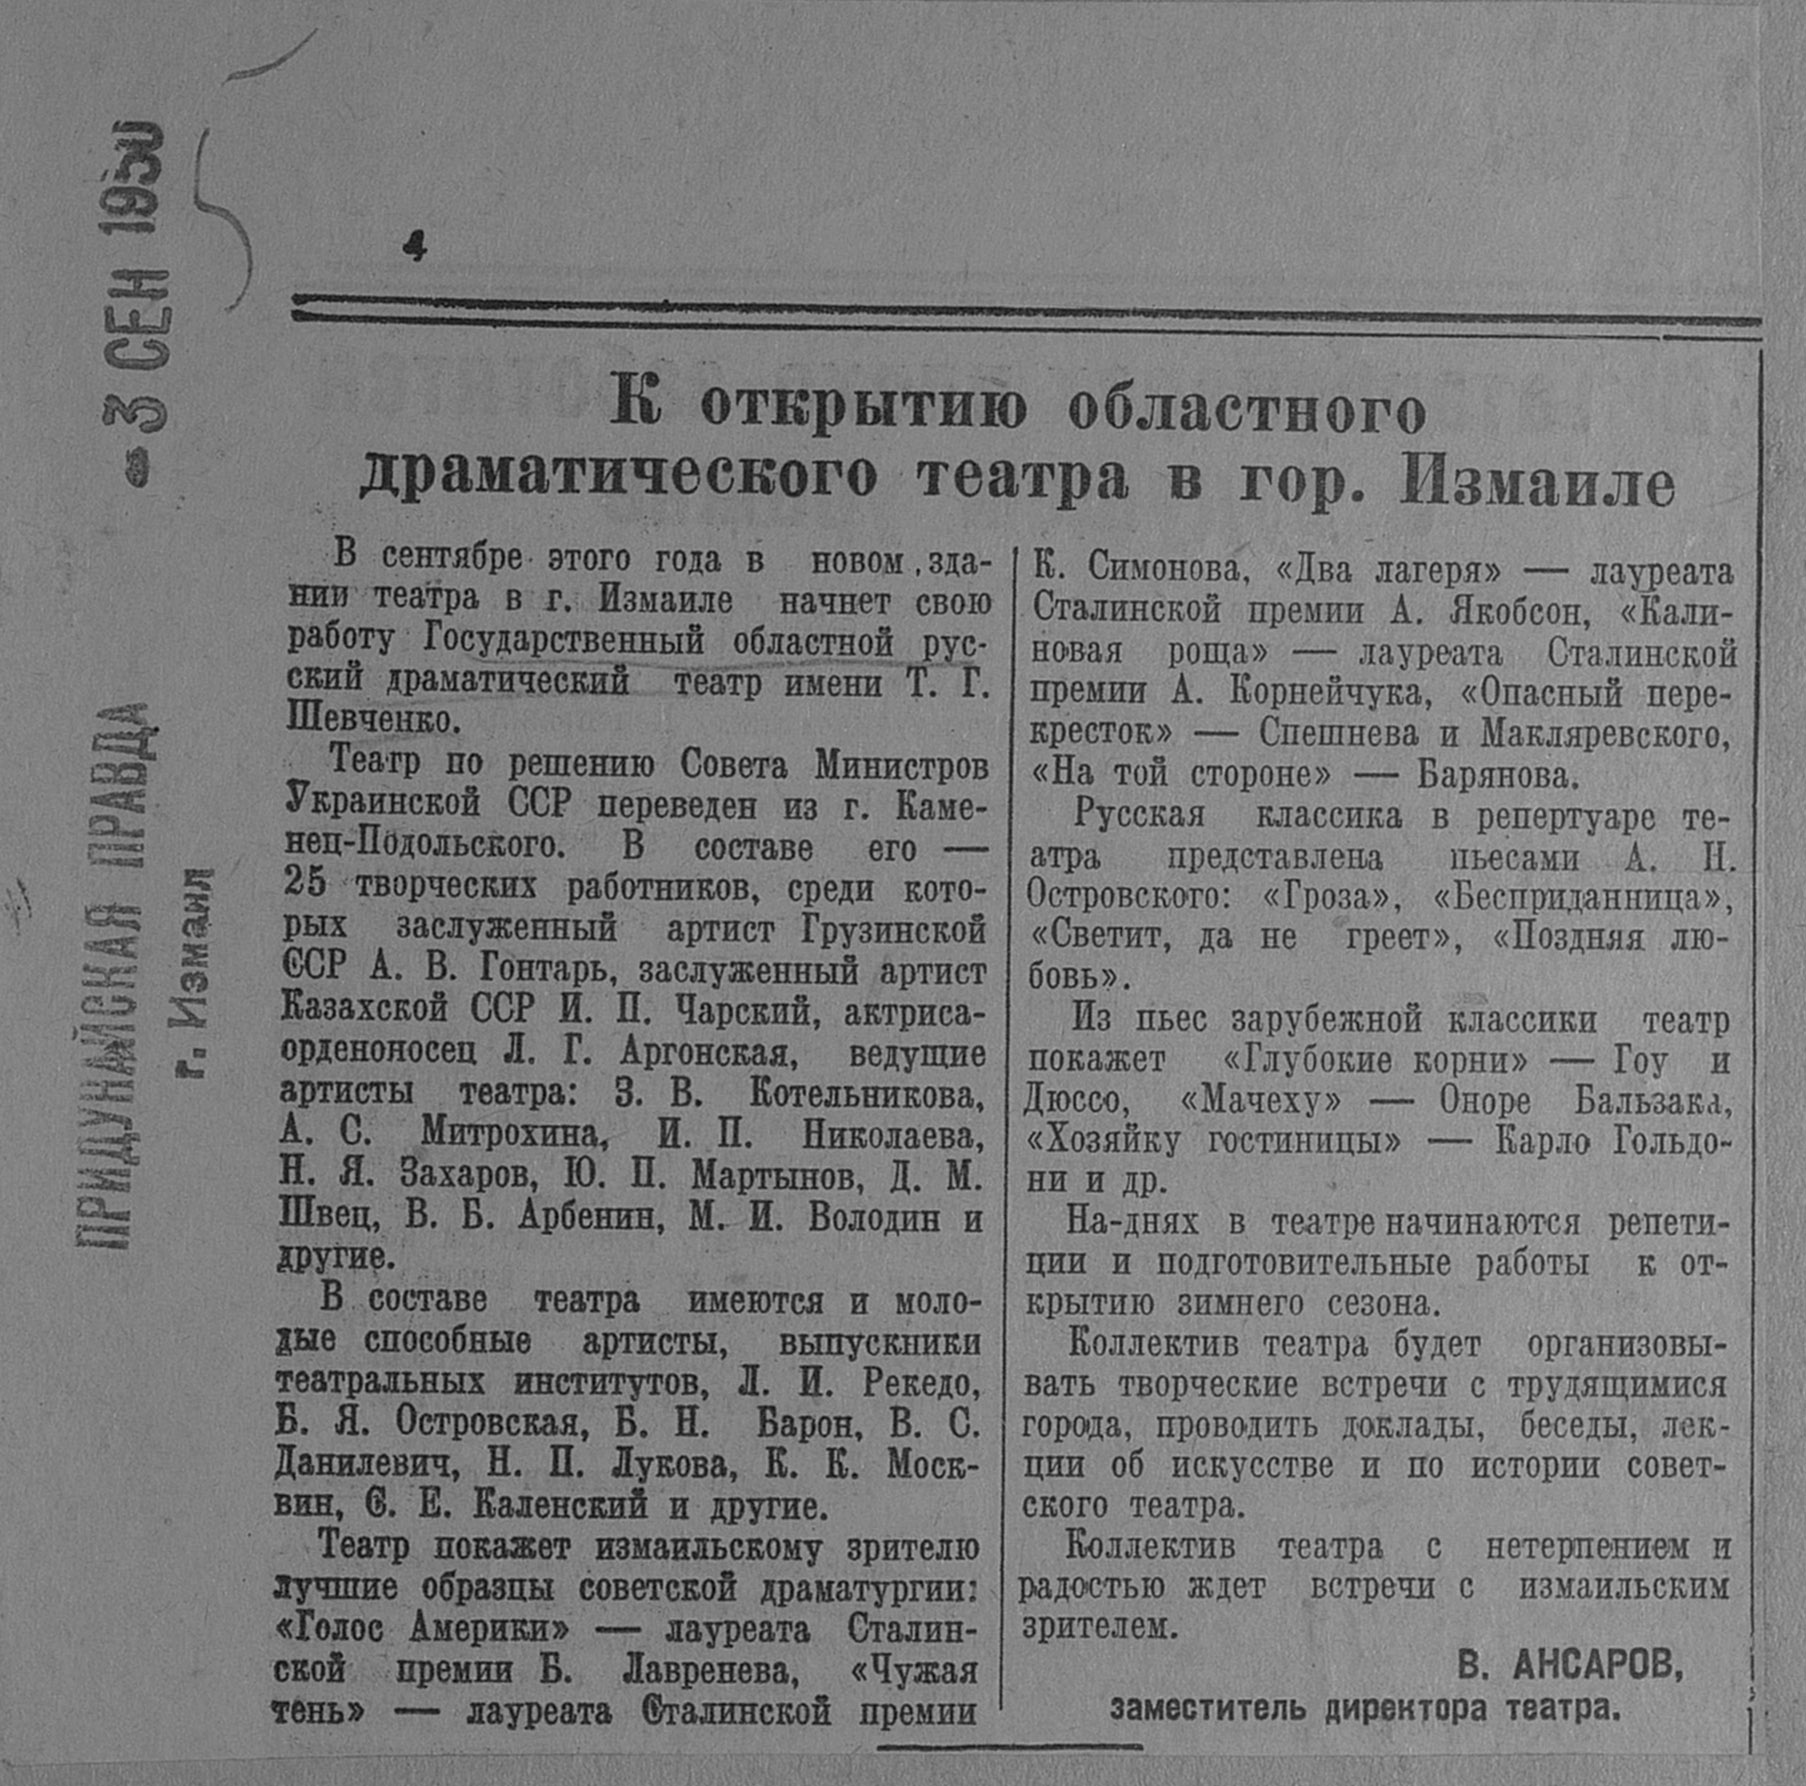 - 3 СЕН 1950
ПРИДУНАЙСКАЯ ПРАВДА
г. Измаил
4
К открытию областного
драматического театра в гор. Измаиле
В сентябре этого года в новом зда-
нии театра в г. Измаиле начнет свою
работу Государственный областной рус-
ский драматический театр имени Т. Г.
Шевченко.
Театр по решению Совета Министров
Украинской ССР переведен из г. Каме-
нец-Подольского. В составе его —
25 творческих работников, среди кото-
рых заслуженный артист Грузинской
ССР А. В. Гонтарь, заслуженный артист
Казахской ССР И. П. Чарский, актриса-
орденоносец Л. Г. Аргонская, ведущие
артисты театра: З. В. Котельникова,
А. С. Митрохина, И. П. Николаева,
Н. Я. Захаров, Ю. П. Мартынов, Д. М.
Швец, В. Б. Арбенин, М. И. Володин и
другие.
В составе театра имеются и моло-
дые способные артисты, выпускники
театральных институтов, Л. И. Рекедо,
Б. Я. Островская, Б. Н. Барон, В. С.
Данилевич, Н. П. Лукова, К. К. Моск-
вин, С. Е. Каленский и другие.
Театр покажет измаильскому зрителю
лучшие образцы советской драматургии:
«Голос Америки» — лауреата Сталин-
ской премии Б. Лавренева, «Чужая
тень» — лауреата Сталинской премии
К. Симонова, «Два лагеря» — лауреата
Сталинской премии А. Якобсон, «Кали-
новая роща» — лауреата Сталинской
премии А. Корнейчука, «Опасный пере-
кресток» — Спешнева и Макляревского,
«На той стороне» — Барянова.
Русская классика в репертуаре те-
атра представлена пьесами А. Н.
Островского: «Гроза», «Бесприданница»,
«Светит, да не греет», «Поздняя лю-
бовь».
Из пьес зарубежной классики театр
покажет «Глубокие корни» — Гоу и
Дюссо, «Мачеху» — Оноре Бальзака,
«Хозяйку гостиницы» — Карло Гольдо-
ни и др.
На-днях в театре начинаются репети-
ции и подготовительные работы к от-
крытию зимнего сезона.
Коллектив театра будет организовы-
вать творческие встречи с трудящимися
города, проводить доклады, беседы, лек-
ции об искусстве и по истории совет-
ского театра.
Коллектив театра с нетерпением и
радостью ждет встречи с измаильским
зрителем.
В. АНСАРОВ,
заместитель директора театра.